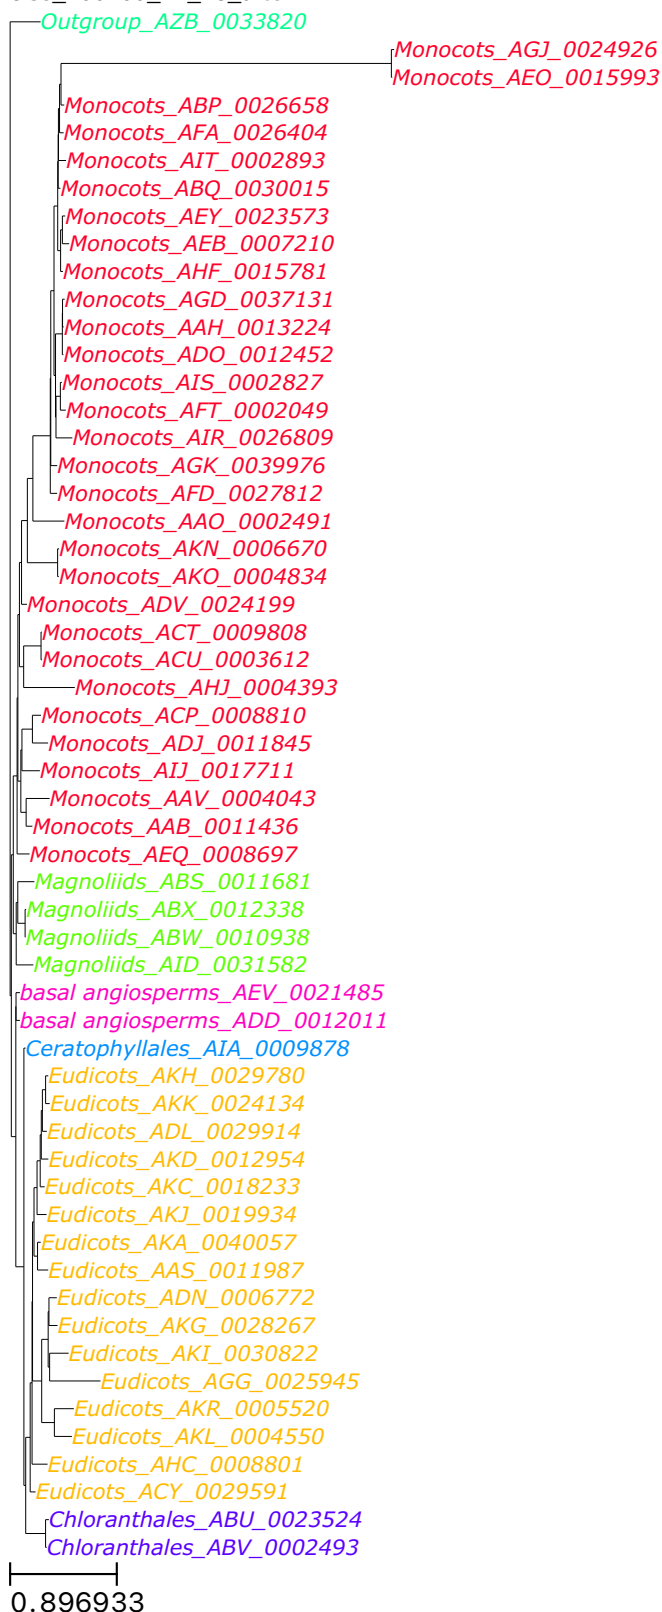 Outgroup_AZB_0033820
Monocots_AGJ_0024926
Monocots_AEO_0015993
Monocots_ABP_0026658
Monocots_AFA_0026404
Monocots_AIT_0002893
Monocots_ABQ_0030015
Monocots_AEY_0023573
Monocots_AEB_0007210
Monocots_AHF_0015781
Monocots_AGD_0037131
Monocots_AAH_0013224
Monocots_ADO_0012452
Monocots_AIS_0002827
Monocots_AFT_0002049
Monocots_AIR_0026809
Monocots_AGK_0039976
Monocots_AFD_0027812
Monocots_AAO_0002491
Monocots_AKN_0006670
Monocots_AKO_0004834
Monocots_ADV_0024199
Monocots_ACT_0009808
Monocots_ACU_0003612
Monocots_AHJ_0004393
Monocots_ACP_0008810
Monocots_ADJ_0011845
Monocots_AIJ_0017711
Monocots_AAV_0004043
Monocots_AAB_0011436
Monocots_AEQ_0008697
Magnoliids_ABS_0011681
Magnoliids_ABX_0012338
Magnoliids_ABW_0010938
Magnoliids_AID_0031582
basal angiosperms_AEV_0021485
basal angiosperms_ADD_0012011
Ceratophyllales_AIA_0009878
Eudicots_AKH_0029780
Eudicots_AKK_0024134
Eudicots_ADL_0029914
Eudicots_AKD_0012954
Eudicots_AKC_0018233
Eudicots_AKJ_0019934
Eudicots_AKA_0040057
Eudicots_AAS_0011987
Eudicots_ADN_0006772
Eudicots_AKG_0028267
Eudicots_AKI_0030822
Eudicots_AGG_0025945
Eudicots_AKR_0005520
Eudicots_AKL_0004550
Eudicots_AHC_0008801
Eudicots_ACY_0029591
Chloranthales_ABU_0023524
Chloranthales_ABV_0002493
0.896933